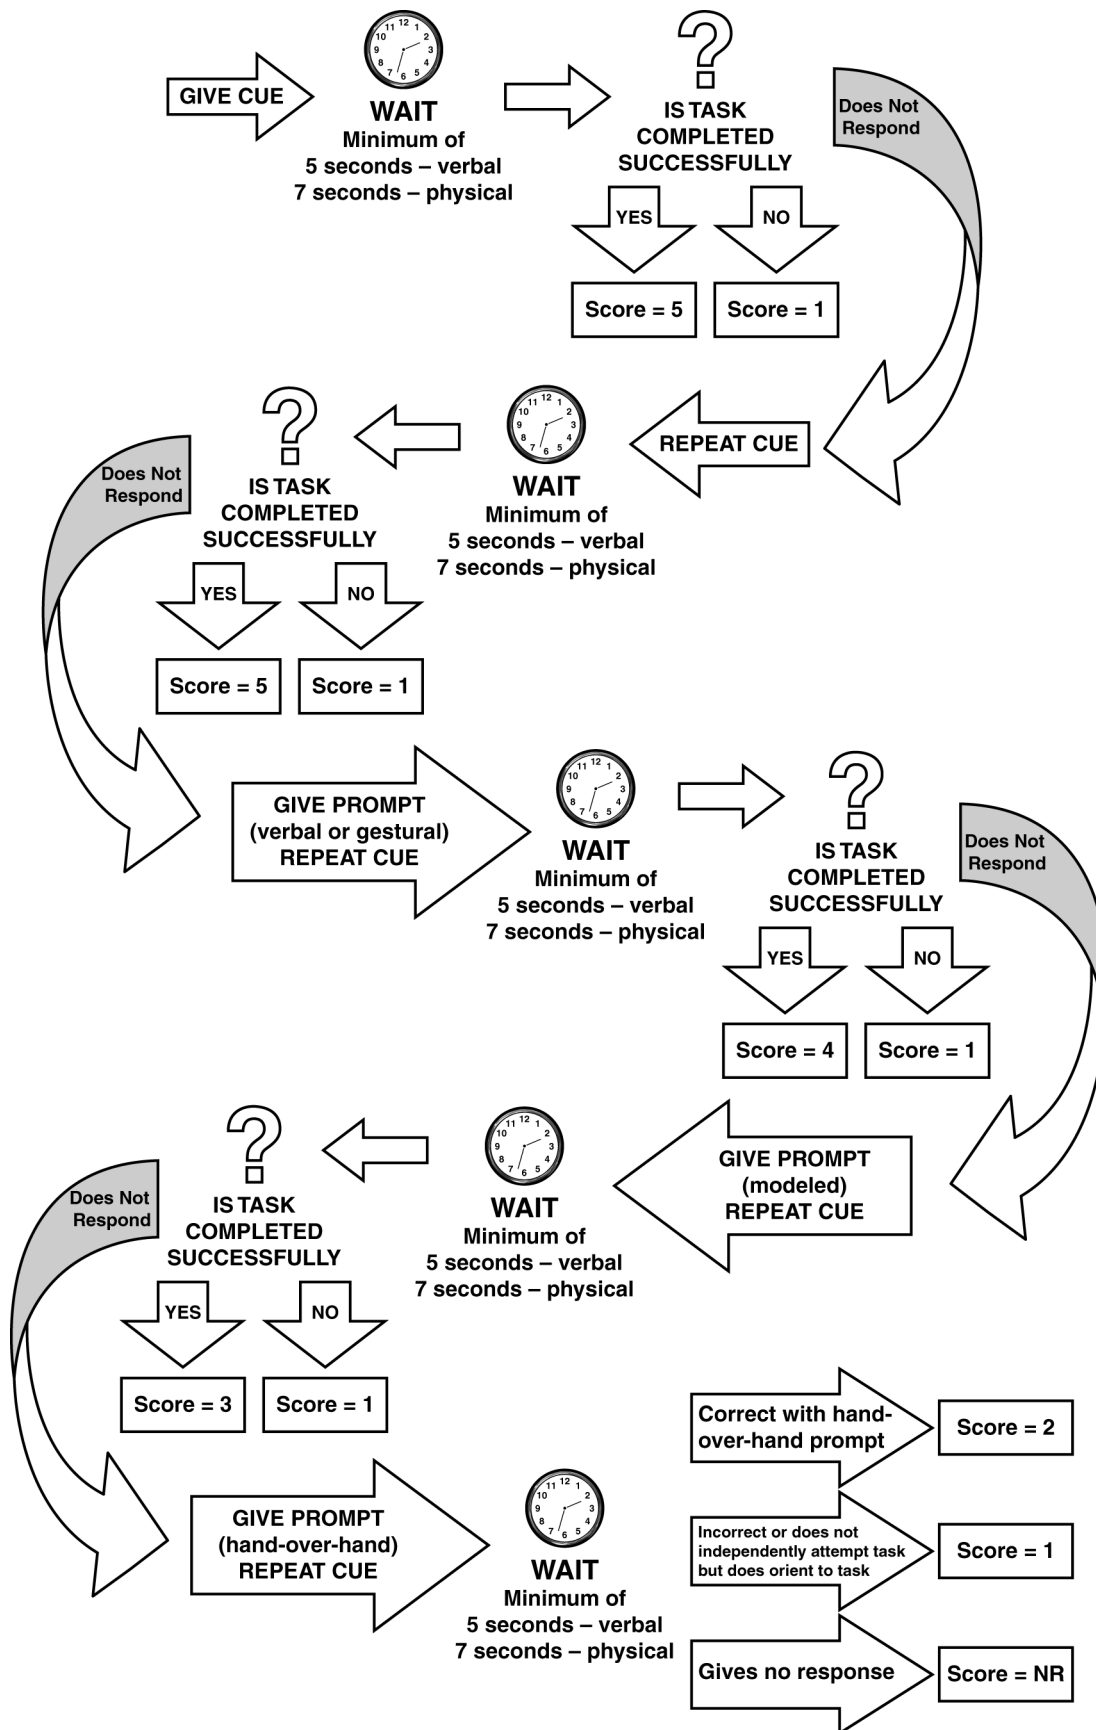 GIVE CUE
WAIT
Minimum of
5 seconds – verbal
7 seconds – physical
?
IS TASK
COMPLETED
SUCCESSFULLY
YES
NO
Score = 5
Score = 1
Does Not
Respond
REPEAT CUE
WAIT
Minimum of
5 seconds – verbal
7 seconds – physical
?
IS TASK
COMPLETED
SUCCESSFULLY
YES
NO
Score = 5
Score = 1
Does Not
Respond
GIVE PROMPT
(verbal or gestural)
REPEAT CUE
WAIT
Minimum of
5 seconds – verbal
7 seconds – physical
?
IS TASK
COMPLETED
SUCCESSFULLY
YES
NO
Score = 4
Score = 1
Does Not
Respond
GIVE PROMPT
(modeled)
REPEAT CUE
WAIT
Minimum of
5 seconds – verbal
7 seconds – physical
?
IS TASK
COMPLETED
SUCCESSFULLY
YES
NO
Score = 3
Score = 1
Does Not
Respond
GIVE PROMPT
(hand-over-hand)
REPEAT CUE
WAIT
Minimum of
5 seconds – verbal
7 seconds – physical
Correct with hand-
over-hand prompt
Score = 2
Incorrect or does not
independently attempt task
but does orient to task
Score = 1
Gives no response
Score = NR